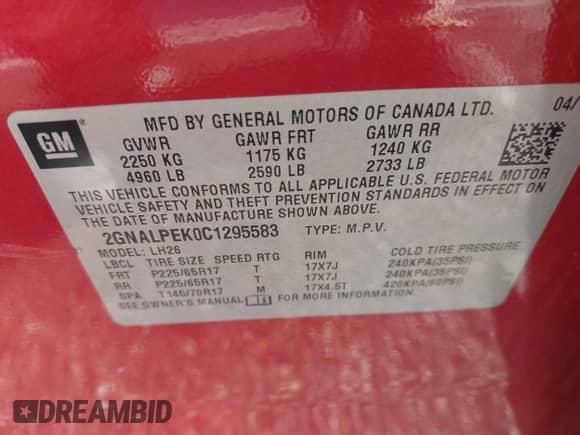 GM
MFD BY GENERAL MOTORS OF CANADA LTD. 04/
GVWR GAWR FRT GAWR RR
2250 KG 1175 KG 1240 KG
4960 LB 2590 LB 2733 LB
THIS VEHICLE CONFORMS TO ALL APPLICABLE U.S. FEDERAL MOTOR
VEHICLE SAFETY AND THEFT PREVENTION STANDARDS IN EFFECT ON
THE DATE OF MANUFACTURE SHOWN ABOVE.
2GNALPEK0C1295583 TYPE: M.P.V.
MODEL: LH26
LBCL TIRE SIZE SPEED RTG RIM COLD TIRE PRESSURE
FRT P225/65R17 T 17X7J 240KPA(35PSI)
RR P225/65R17 T 17X7J 240KPA(35PSI)
SPA T145/70R17 M 17X4.5T 420KPA(60PSI)
SEE OWNER'S MANUAL
DREAMBID